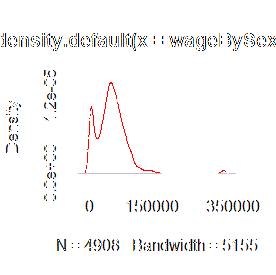 density.default(x = wageBySex
Density
0.0e+00 1.2e-05
0 150000 350000
N = 4908 Bandwidth = 5155